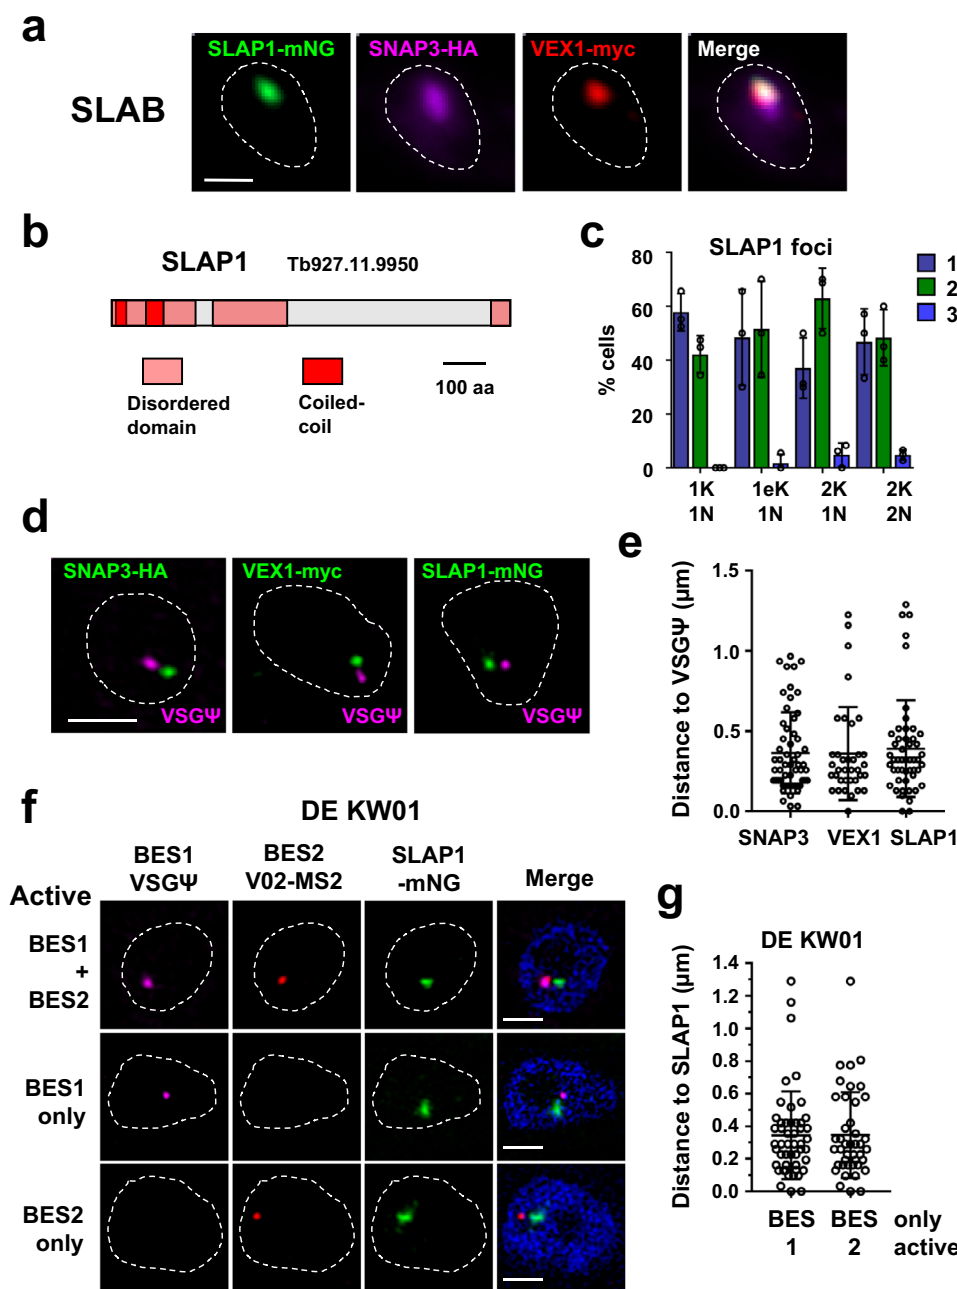 a
SLAB
SLAP1-mNG
SNAP3-HA
VEX1-myc
Merge
b
SLAP1
Tb927.11.9950
Disordered
domain
Coiled-
coil
100 aa
c
SLAP1 foci
% cells
80
60
40
20
0
1K
1N
1eK
1N
2K
1N
2K
2N
1
2
3
d
SNAP3-HA
VSGΨ
VEX1-myc
VSGΨ
SLAP1-mNG
VSGΨ
e
Distance to VSGΨ (µm)
1.5
1.0
0.5
0.0
SNAP3
VEX1
SLAP1
f
DE KW01
Active
BES1
VSGΨ
BES2
V02-MS2
SLAP1
-mNG
Merge
BES1
+
BES2
BES1
only
BES2
only
g
DE KW01
Distance to SLAP1 (µm)
1.4
1.2
1.0
0.8
0.6
0.4
0.2
0.0
BES
1
BES
2
only
active